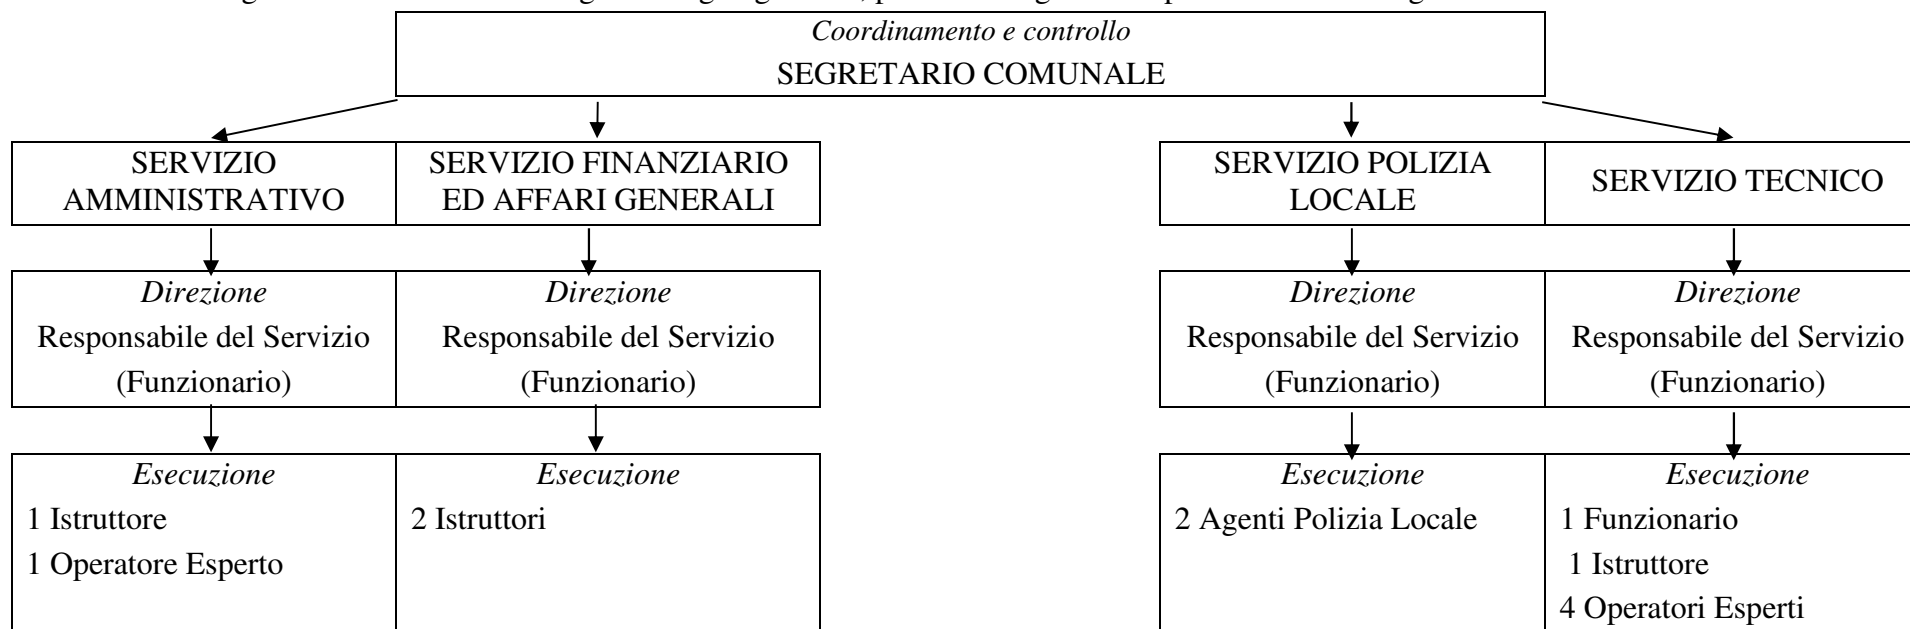 Coordinamento e controllo
SEGRETARIO COMUNALE
SERVIZIO
AMMINISTRATIVO
SERVIZIO FINANZIARIO
ED AFFARI GENERALI
SERVIZIO POLIZIA
LOCALE
SERVIZIO TECNICO
Direzione
Responsabile del Servizio
(Funzionario)
Direzione
Responsabile del Servizio
(Funzionario)
Direzione
Responsabile del Servizio
(Funzionario)
Direzione
Responsabile del Servizio
(Funzionario)
Esecuzione
1 Istruttore
1 Operatore Esperto
Esecuzione
2 Istruttori
Esecuzione
2 Agenti Polizia Locale
Esecuzione
1 Funzionario
1 Istruttore
4 Operatori Esperti